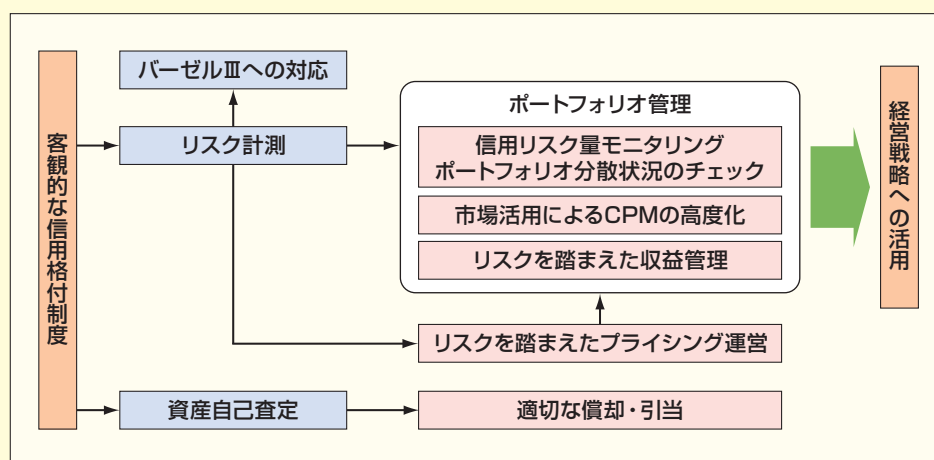 客観的な信用格付制度
バーゼルⅢへの対応
リスク計測
ポートフォリオ管理
信用リスク量モニタリング
ポートフォリオ分散状況のチェック
市場活用によるCPMの高度化
リスクを踏まえた収益管理
リスクを踏まえたプライシング運営
資産自己査定
適切な償却・引当
経営戦略への活用